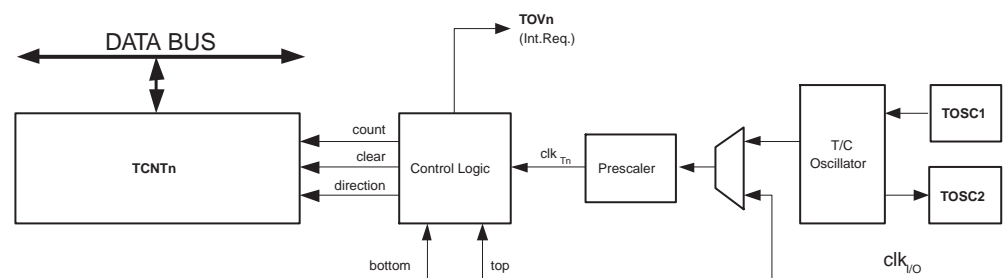 TOVn
(Int.Req.)
DATA BUS
TOSC1
count
T/C
Oscillator
clk Tn
TCNTn
clear
Control Logic
Prescaler
direction
TOSC2
bottom
top
clk I/O